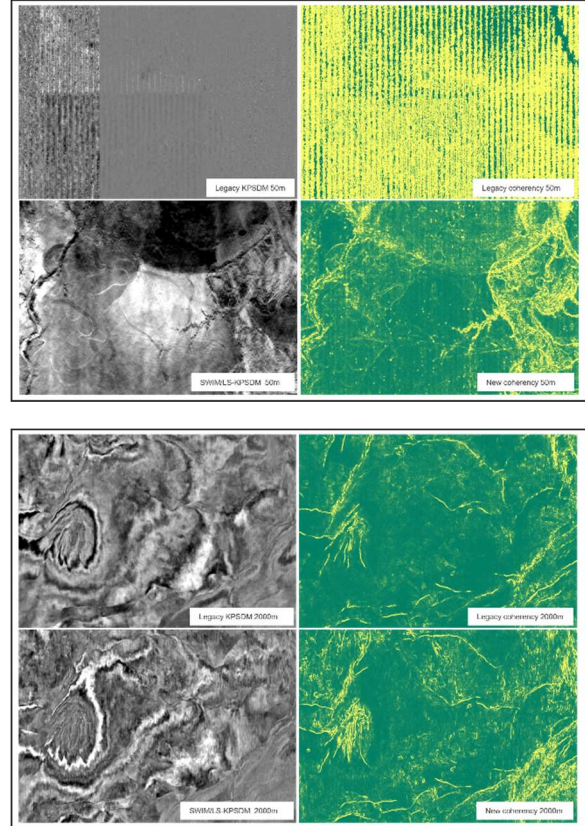 Legacy KPSDM 50m
Legacy coherency 50m
SWIM/LS-KPSDM 50m
New coherency 50m
Legacy KPSDM 2000m
Legacy coherency 2000m
SWIM/LS-KPSDM 2000m
New coherency 2000m